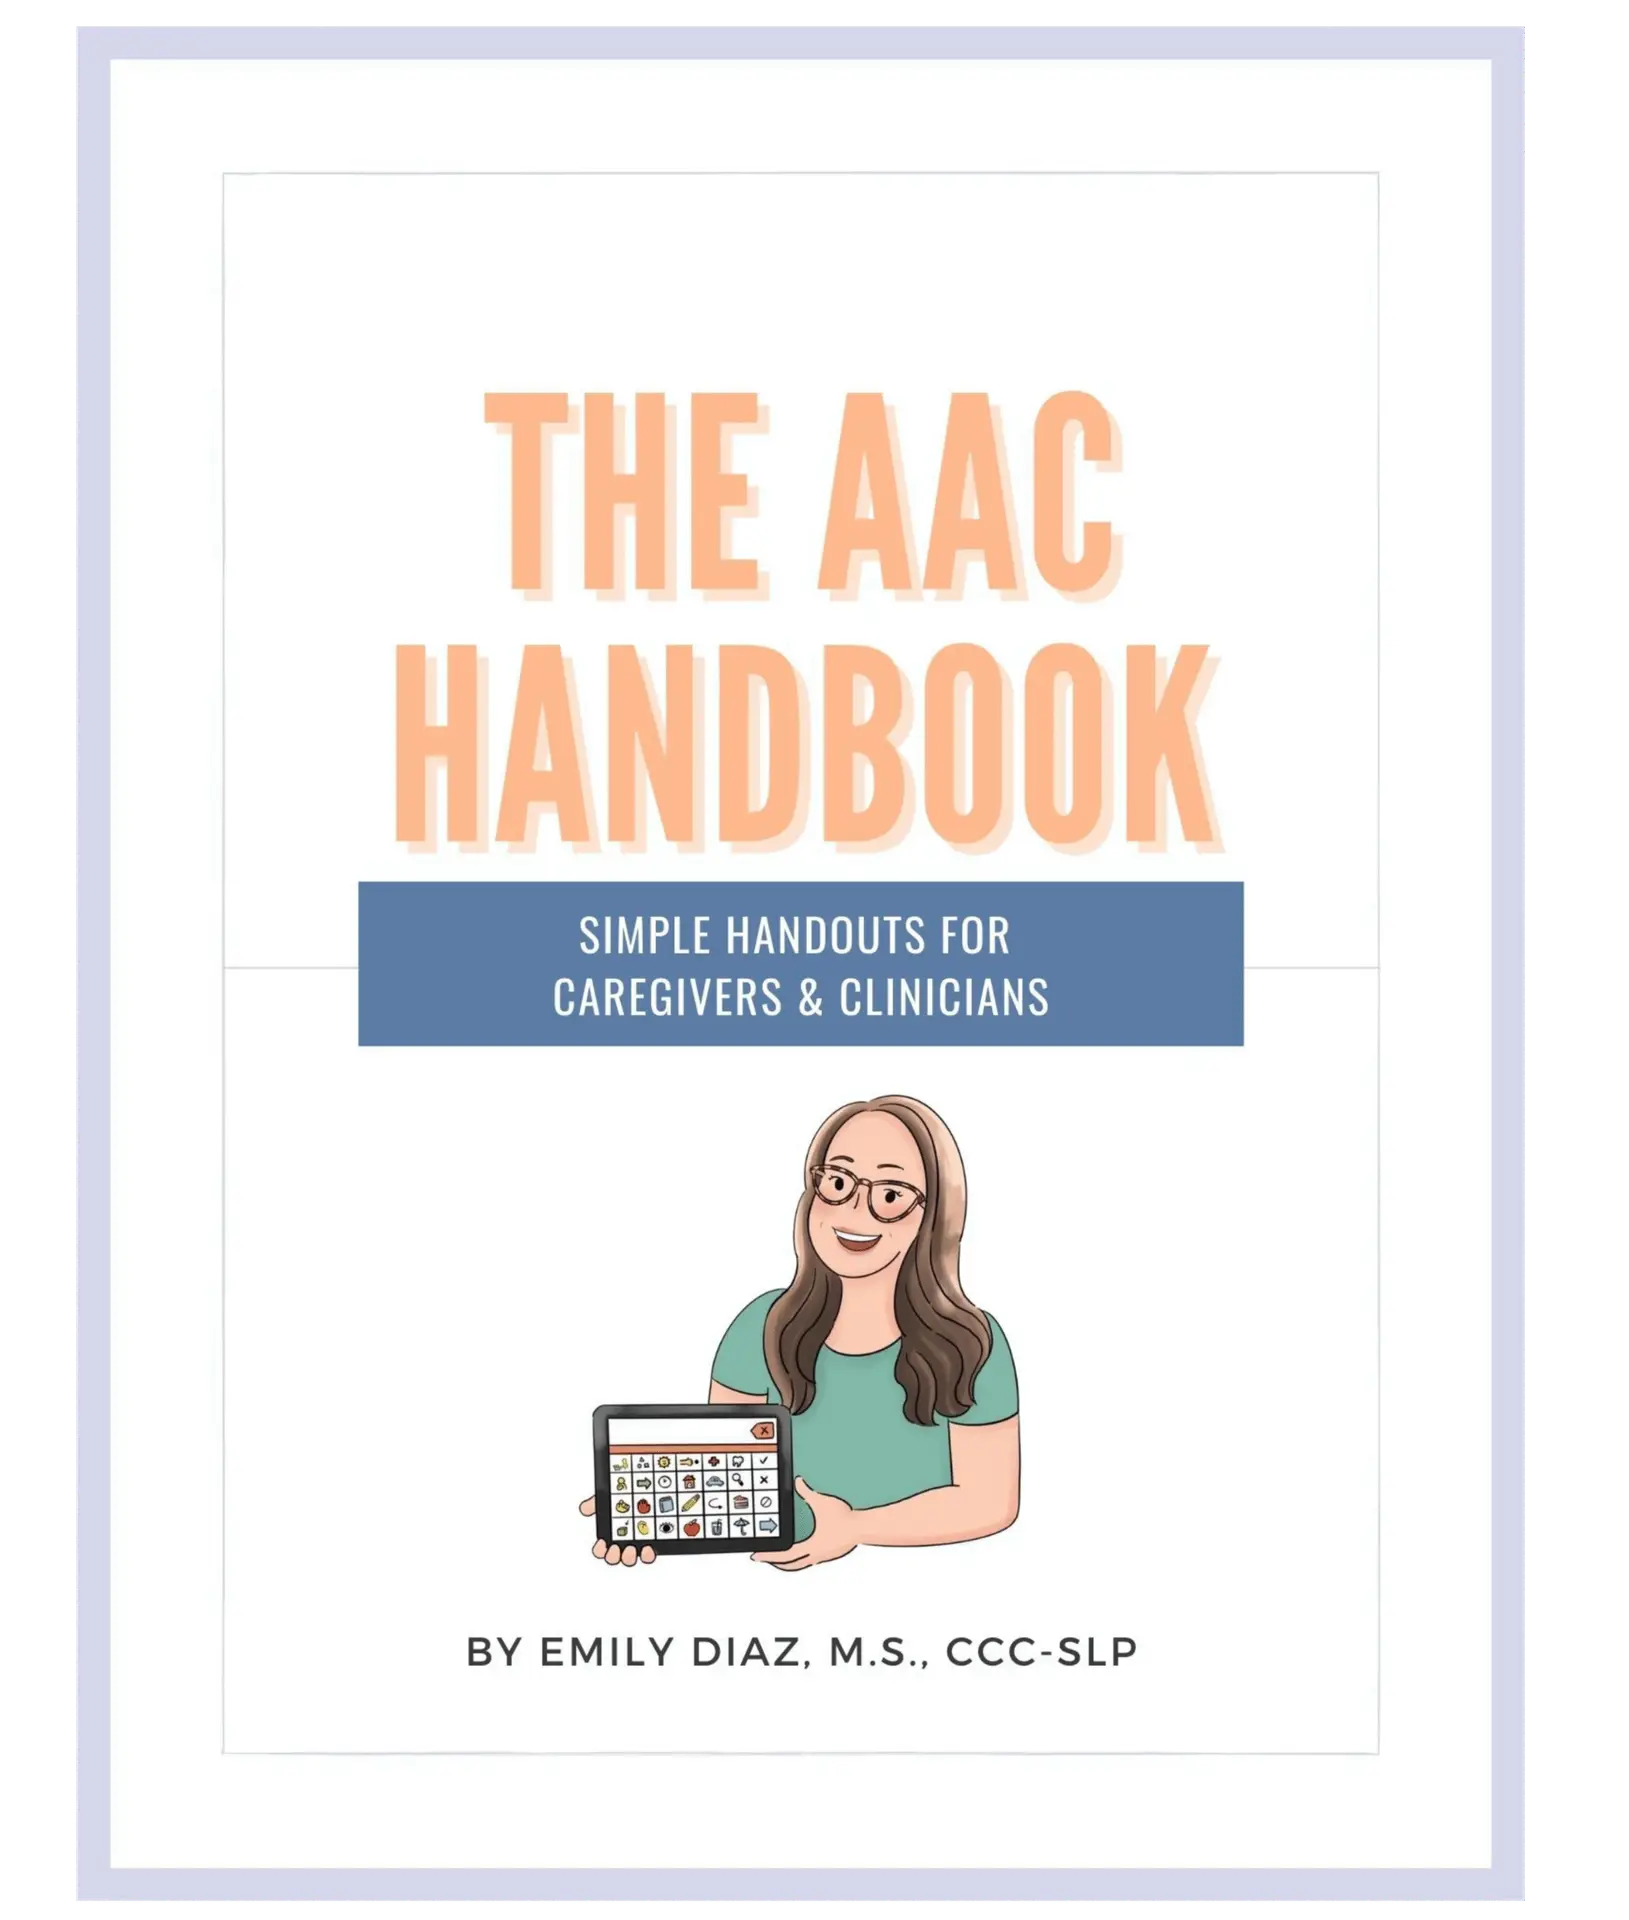 THE AAC
HANDBOOK
SIMPLE HANDOUTS FOR
CAREGIVERS & CLINICIANS
BY EMILY DIAZ, M.S., CCC-SLP